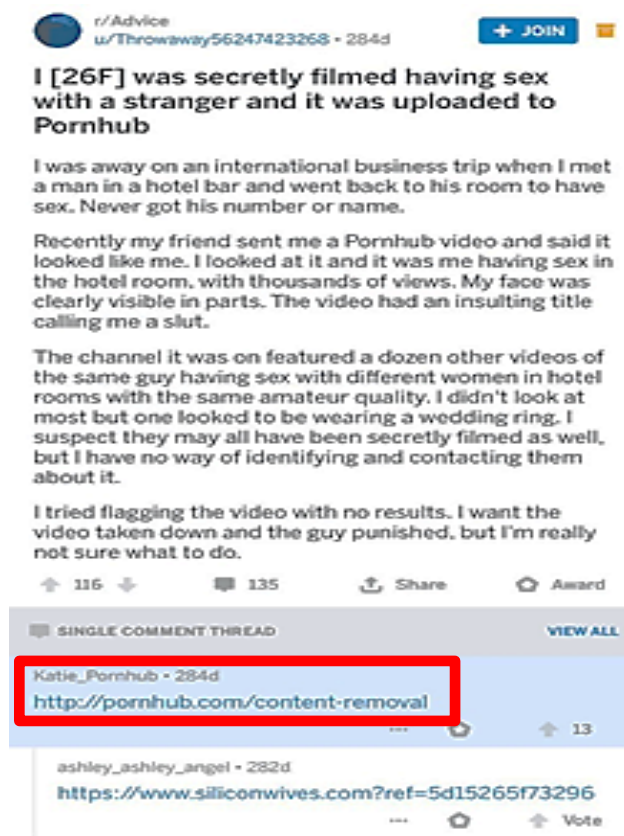 r/Advice
u/Throwaway56247423268 • 284d
+ JOIN
I [26F] was secretly filmed having sex
with a stranger and it was uploaded to
Pornhub
I was away on an international business trip when I met
a man in a hotel bar and went back to his room to have
sex. Never got his number or name.
Recently my friend sent me a Pornhub video and said it
looked like me. I looked at it and it was me having sex in
the hotel room, with thousands of views. My face was
clearly visible in parts. The video had an insulting title
calling me a slut.
The channel it was on featured a dozen other videos of
the same guy having sex with different women in hotel
rooms with the same amateur quality. I didn't look at
most but one looked to be wearing a wedding ring. I
suspect they may all have been secretly filmed as well,
but I have no way of identifying and contacting them
about it.
I tried flagging the video with no results. I want the
video taken down and the guy punished, but I'm really
not sure what to do.
116 135 Share Award
SINGLE COMMENT THREAD VIEW ALL
Katie_Pornhub • 284d
http://pornhub.com/content-removal
... 13
ashley_ashley_angel • 282d
https://www.siliconwives.com?ref=5d15265f73296
... Vote